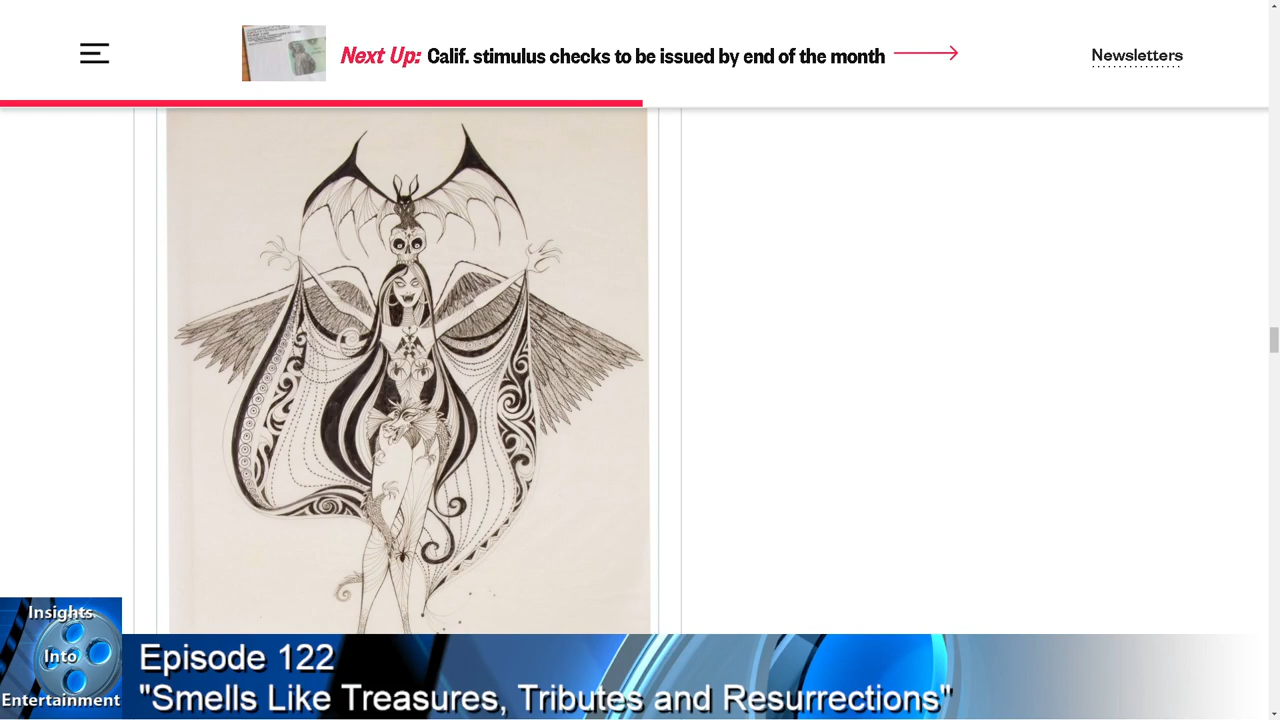 Next Up: Calif. stimulus checks to be issued by end of the month
Newsletters
Insights
Into
Entertainment
Episode 122
"Smells Like Treasures, Tributes and Resurrections"